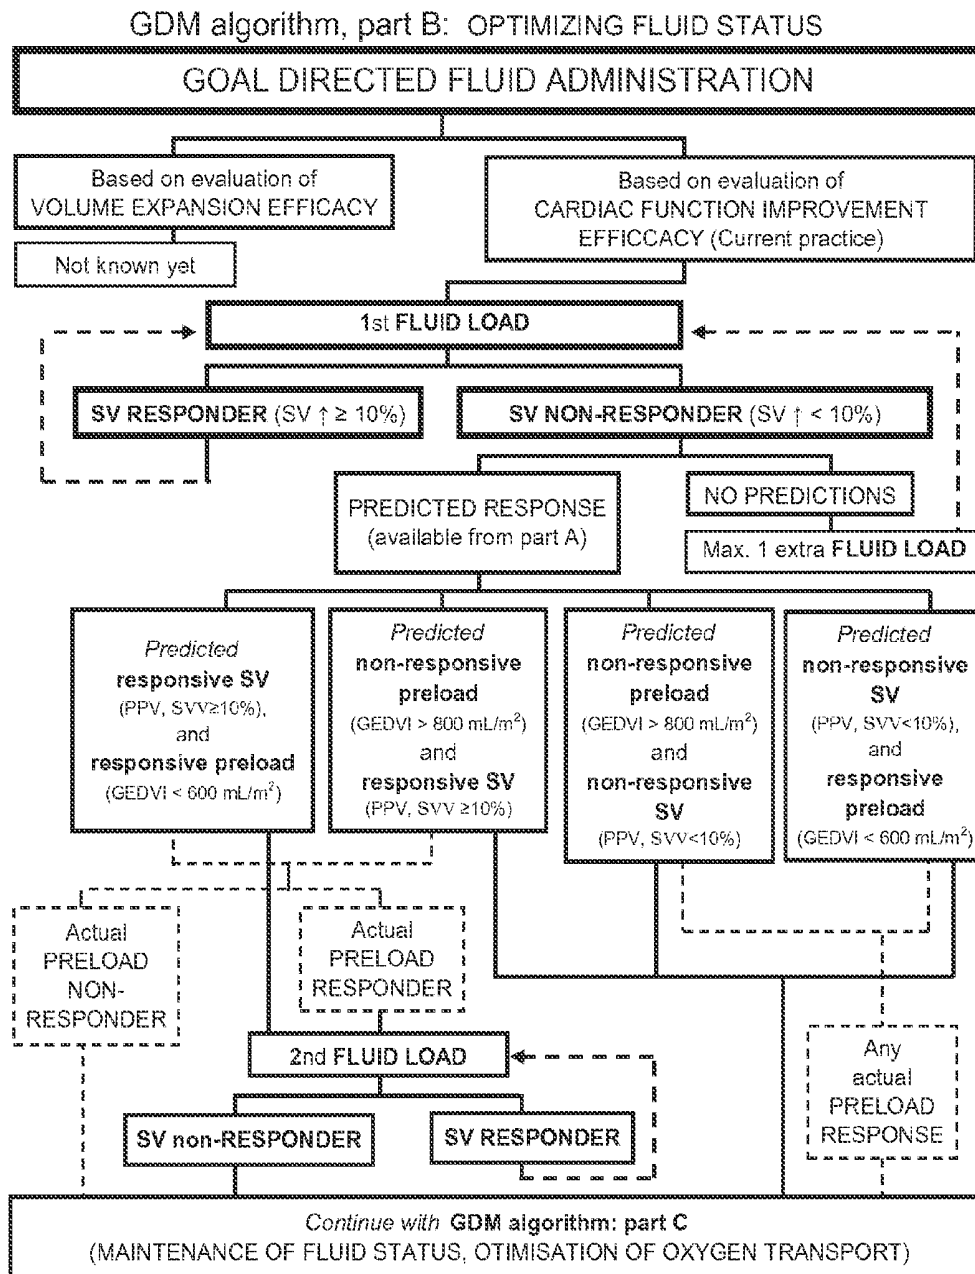 GDM algorithm, part B: OPTIMIZING FLUID STATUS
GOAL DIRECTED FLUID ADMINISTRATION
Based on evaluation of
VOLUME EXPANSION EFFICACY
Not known yet
Based on evaluation of
CARDIAC FUNCTION IMPROVEMENT
EFFICCACY (Current practice)
1st FLUID LOAD
SV RESPONDER (SV ↑ ≥ 10%)
SV NON-RESPONDER (SV ↑ < 10%)
PREDICTED RESPONSE
(available from part A)
NO PREDICTIONS
Max. 1 extra FLUID LOAD
Predicted
responsive SV
(PPV, SVV≥10%),
and
responsive preload
(GEDVI < 600 mL/m²)
Predicted
non-responsive
preload
(GEDVI > 800 mL/m²)
and
responsive SV
(PPV, SVV ≥10%)
Predicted
non-responsive
preload
(GEDVI > 800 mL/m²)
and
non-responsive
SV
(PPV, SVV<10%)
Predicted
non-responsive
SV
(PPV, SVV<10%),
and
responsive
preload
(GEDVI < 600 mL/m²)
Actual
PRELOAD
NON-
RESPONDER
Actual
PRELOAD
RESPONDER
2nd FLUID LOAD
SV non-RESPONDER
SV RESPONDER
Any
actual
PRELOAD
RESPONSE
Continue with GDM algorithm: part C
(MAINTENANCE OF FLUID STATUS, OTIMISATION OF OXYGEN TRANSPORT)